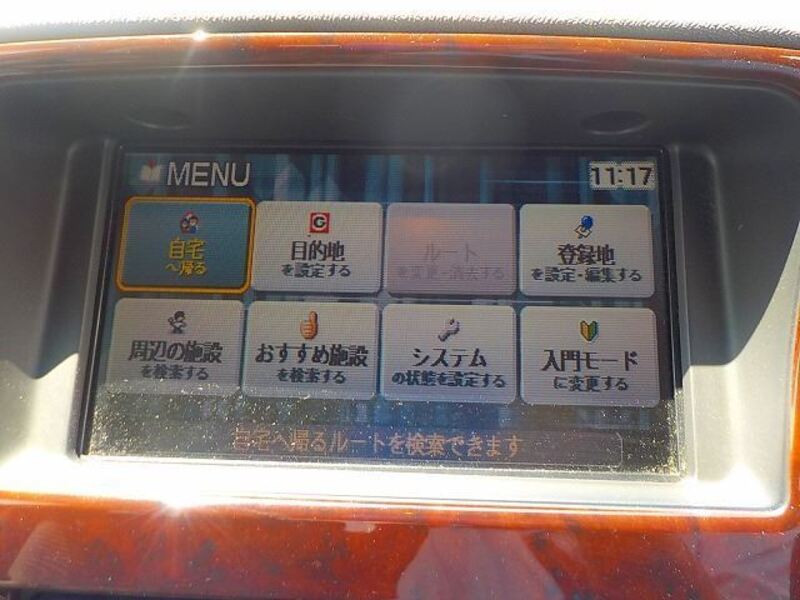 MENU
11:17
自宅
へ帰る
G
目的地
を設定する
ルート
を変更・消去する
登録地
を設定・編集する
周辺の施設
を検索する
おすすめ施設
を検索する
システム
の状態を設定する
入門モード
に変更する
自宅へ帰るルートを検索できます